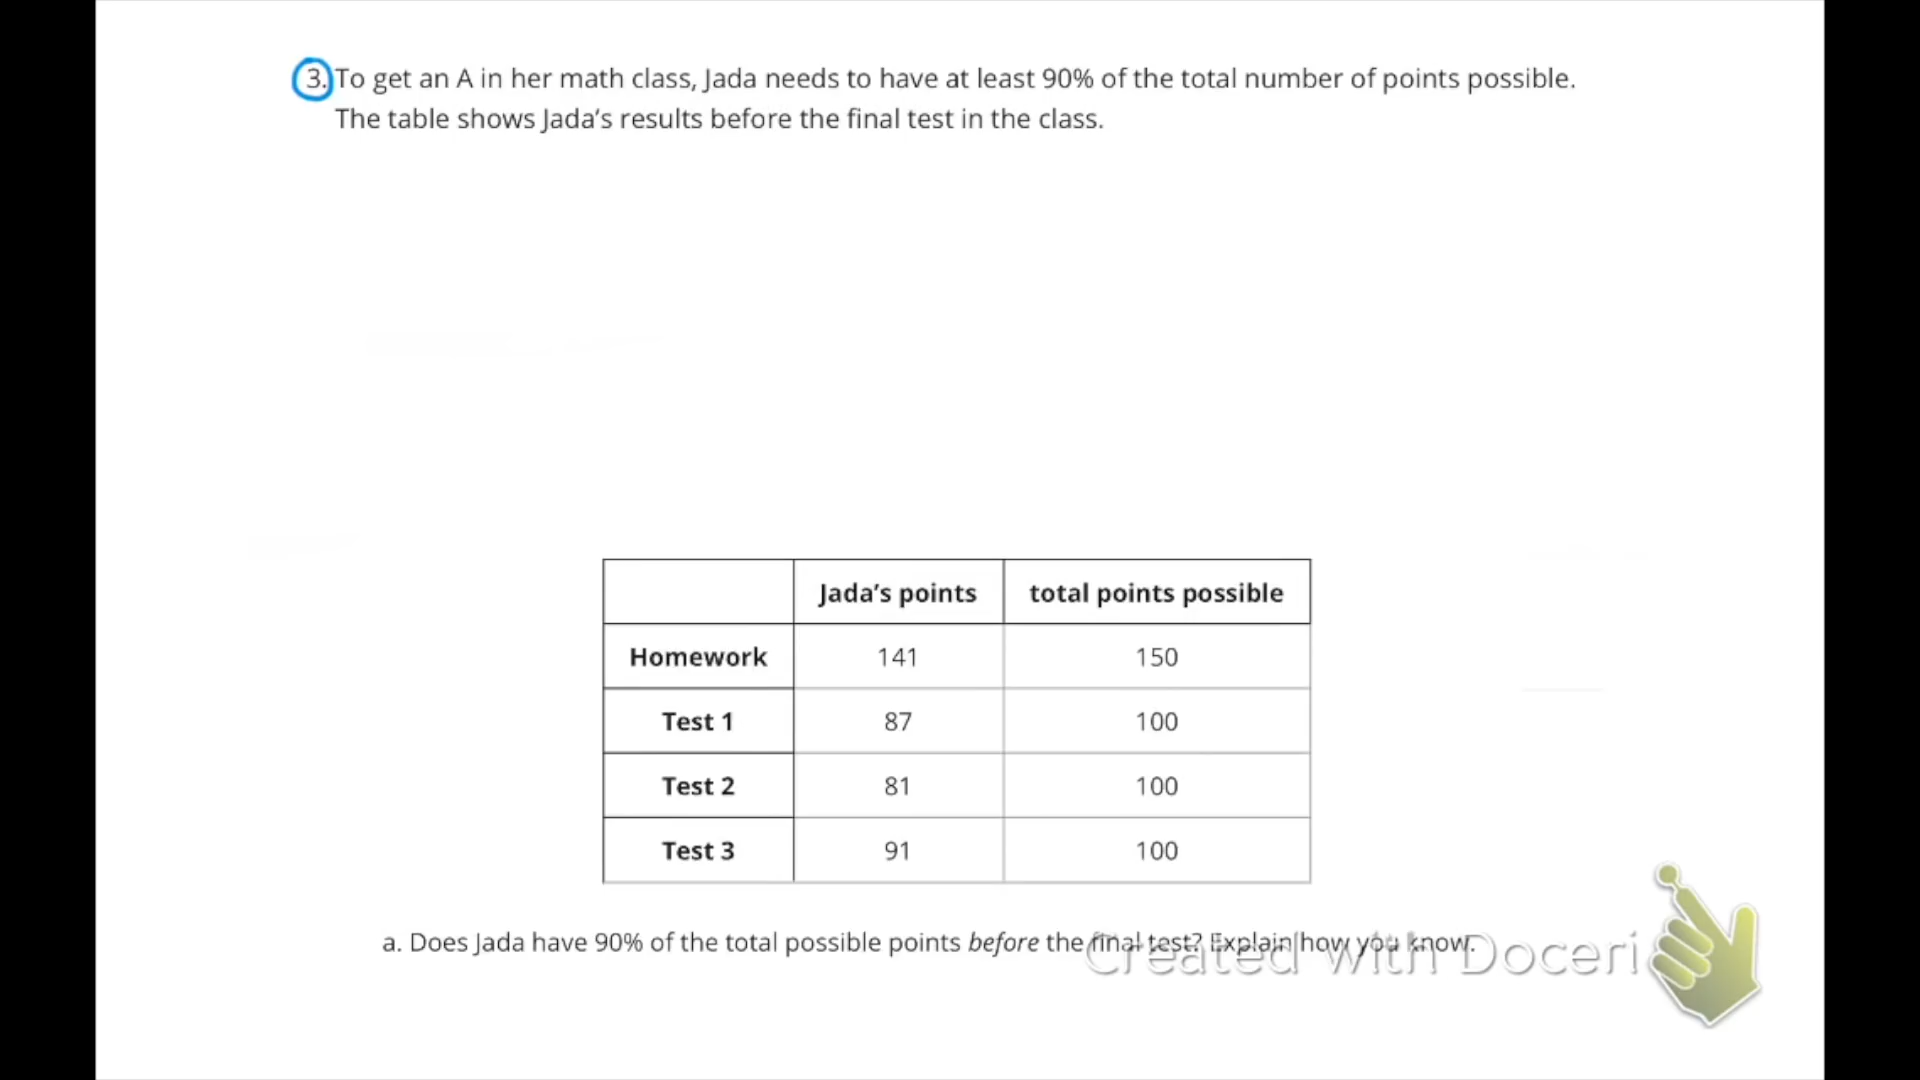 3. To get an A in her math class, Jada needs to have at least 90% of the total number of points possible.
The table shows Jada's results before the final test in the class.
Jada's points total points possible
Homework 141 150
Test 1 87 100
Test 2 81 100
Test 3 91 100
a. Does Jada have 90% of the total possible points before the final test? Explain how you know.
Created with Doceri